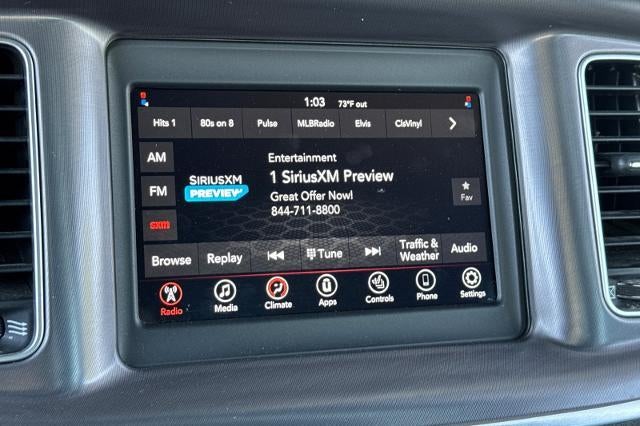 1:03 73°F out
Hits 1 80s on 8 Pulse MLBRadio Elvis ClsVinyl
AM
FM
sxm
SIRIUSXM
PREVIEW
Entertainment
1 SiriusXM Preview
Great Offer Now!
844-711-8800
Fav
Browse Replay Tune Traffic & Weather Audio
Radio Media Climate Apps Controls Phone Settings